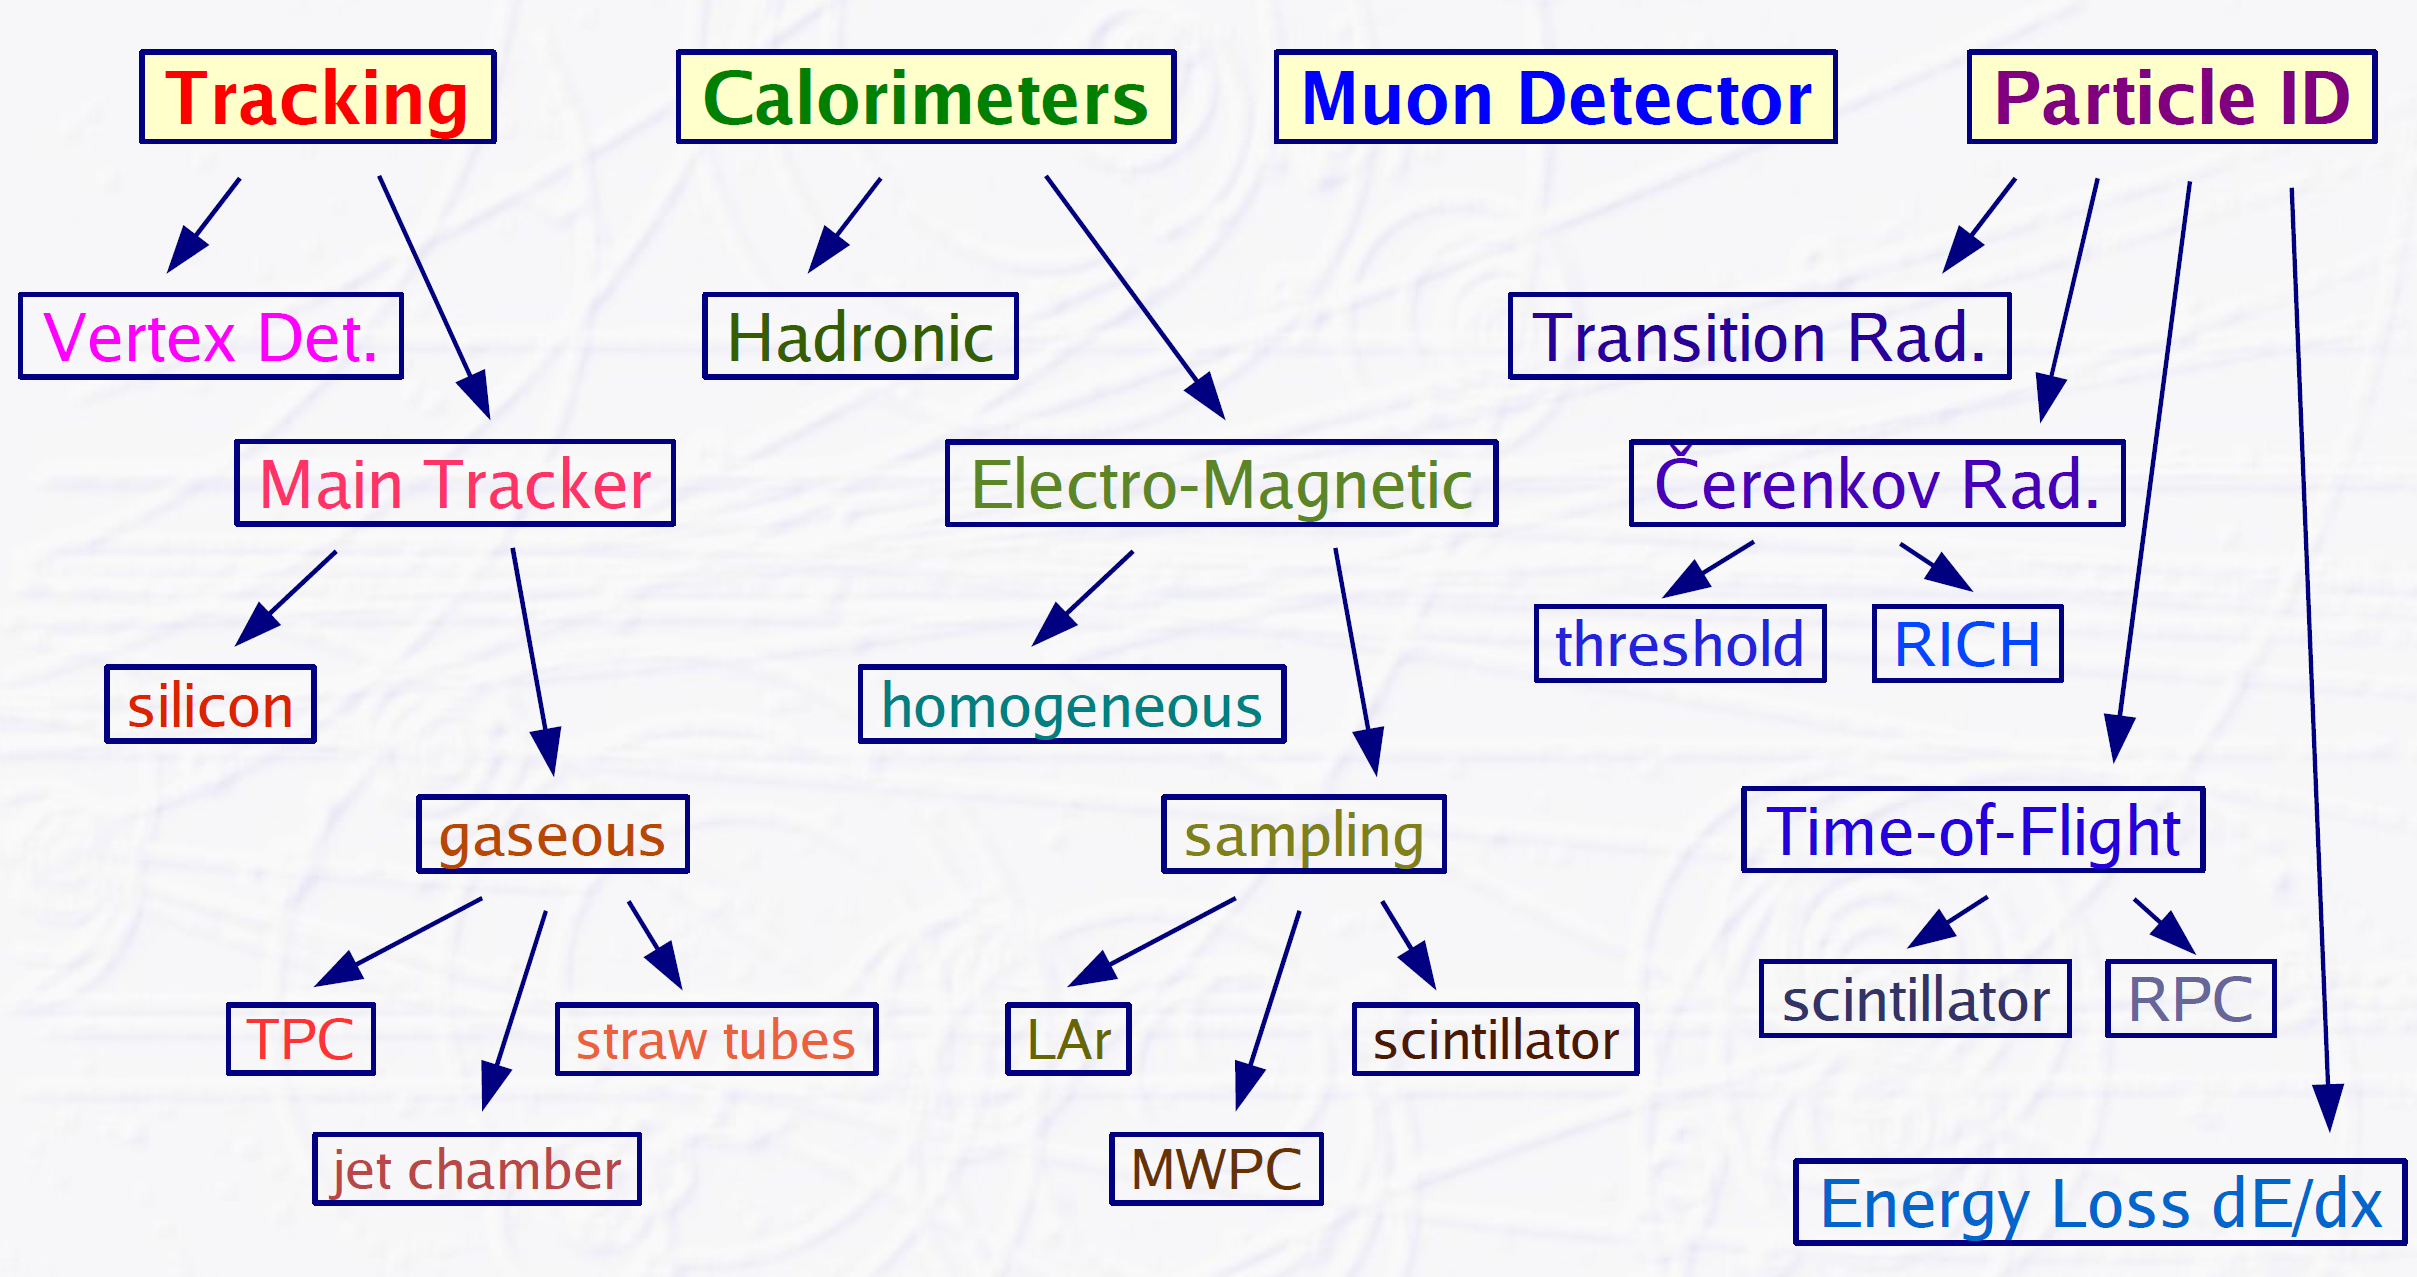 Tracking
Calorimeters
Muon Detector
Particle ID
Vertex Det.
Hadronic
Transition Rad.
Main Tracker
Electro-Magnetic
Čerenkov Rad.
threshold
RICH
silicon
homogeneous
gaseous
sampling
Time-of-Flight
scintillator
RPC
TPC
straw tubes
LAr
scintillator
jet chamber
MWPC
Energy Loss dE/dx